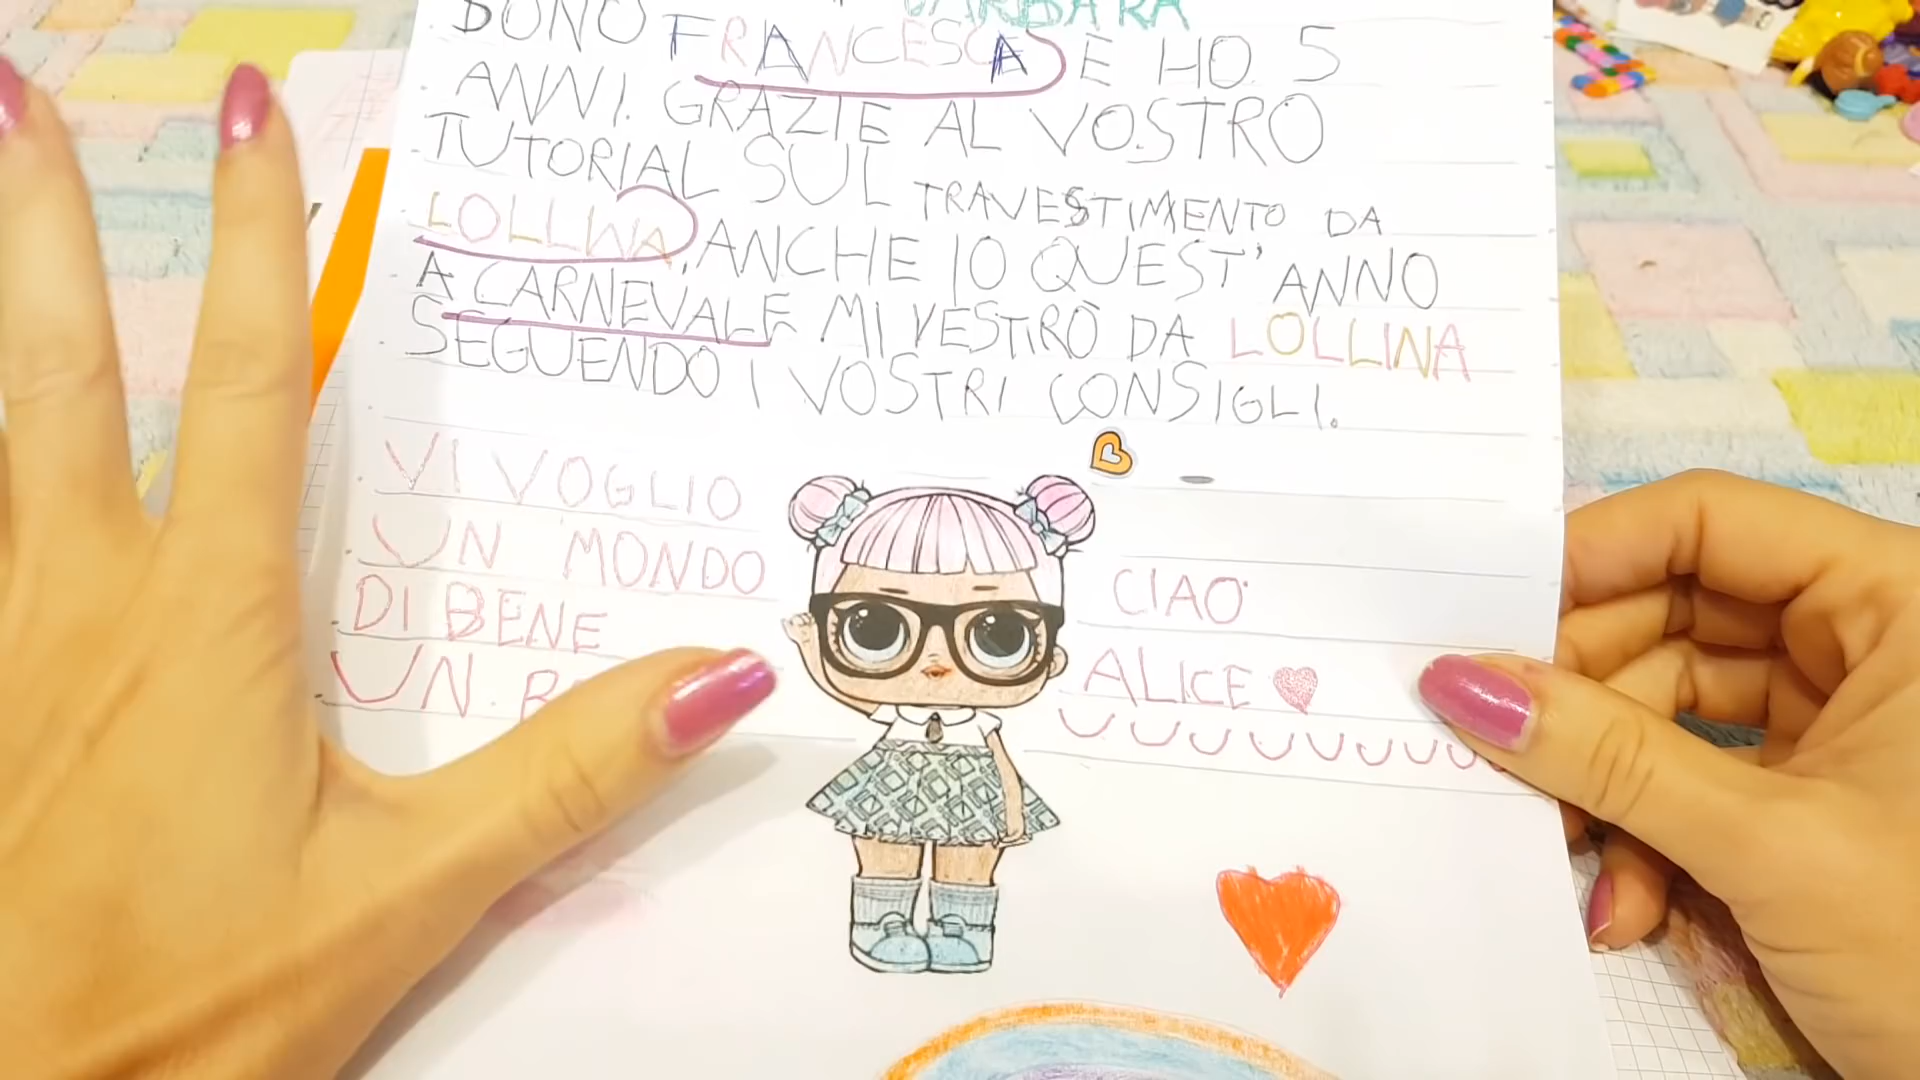 BARBARA
SONO FRANCESCA E HO 5
ANNI. GRAZIE AL VOSTRO
TUTORIAL SUL TRAVESTIMENTO DA
LOLLINA, ANCHE IO QUEST' ANNO
A CARNEVALE MI VESTIRÒ DA LOLLINA
SEGUENDO I VOSTRI CONSIGLI.
VI VOGLIO
UN MONDO
DI BENE
UN
CIAO
ALICE